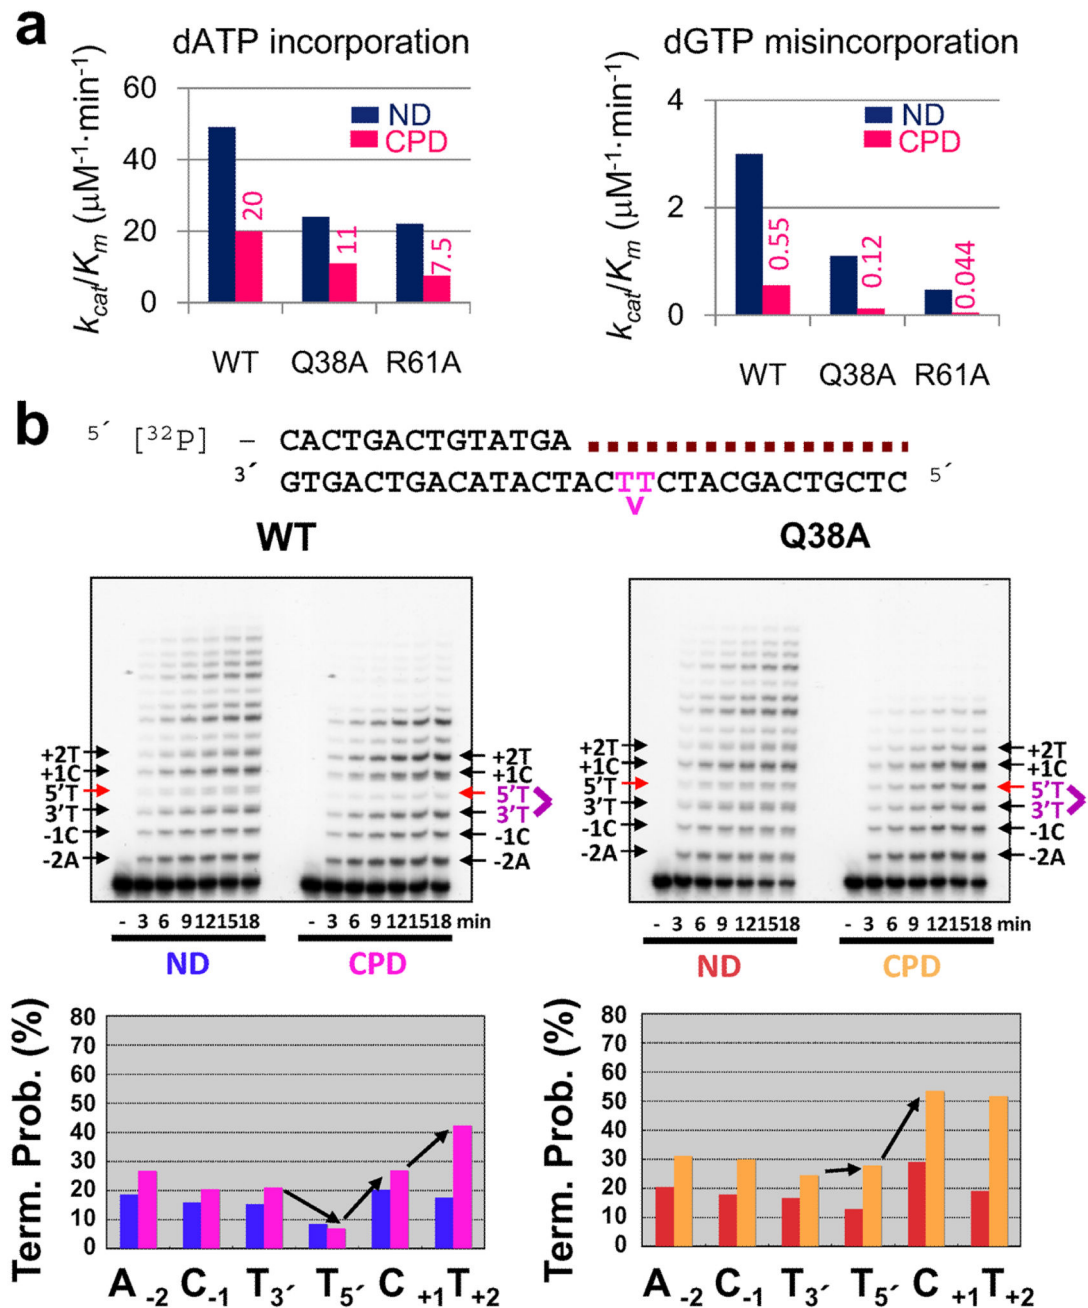 a
dATP incorporation
dGTP misincorporation
kcat/Km (μM-1·min-1)
60
40
20
0
ND
CPD
20
11
7.5
WT Q38A R61A
kcat/Km (μM-1·min-1)
4
2
0
ND
CPD
0.55
0.12
0.044
WT Q38A R61A
b
5´ [32P] – CACTGACTGTATGA
3´ GTGACTGACATACTACTTCTACGACTGCTC 5´
WT
Q38A
+2T
+1C
5'T
3'T
-1C
-2A
+2T
+1C
5'T
3'T
-1C
-2A
- 3 6 9 12 15 18 - 3 6 9 12 15 18 min
ND CPD
+2T
+1C
5'T
3'T
-1C
-2A
+2T
+1C
5'T
3'T
-1C
-2A
- 3 6 9 12 15 18 - 3 6 9 12 15 18 min
ND CPD
Term. Prob. (%)
80
70
60
50
40
30
20
10
0
A-2 C-1 T3´ T5´ C+1 T+2
Term. Prob. (%)
80
70
60
50
40
30
20
10
0
A-2 C-1 T3´ T5´ C+1 T+2